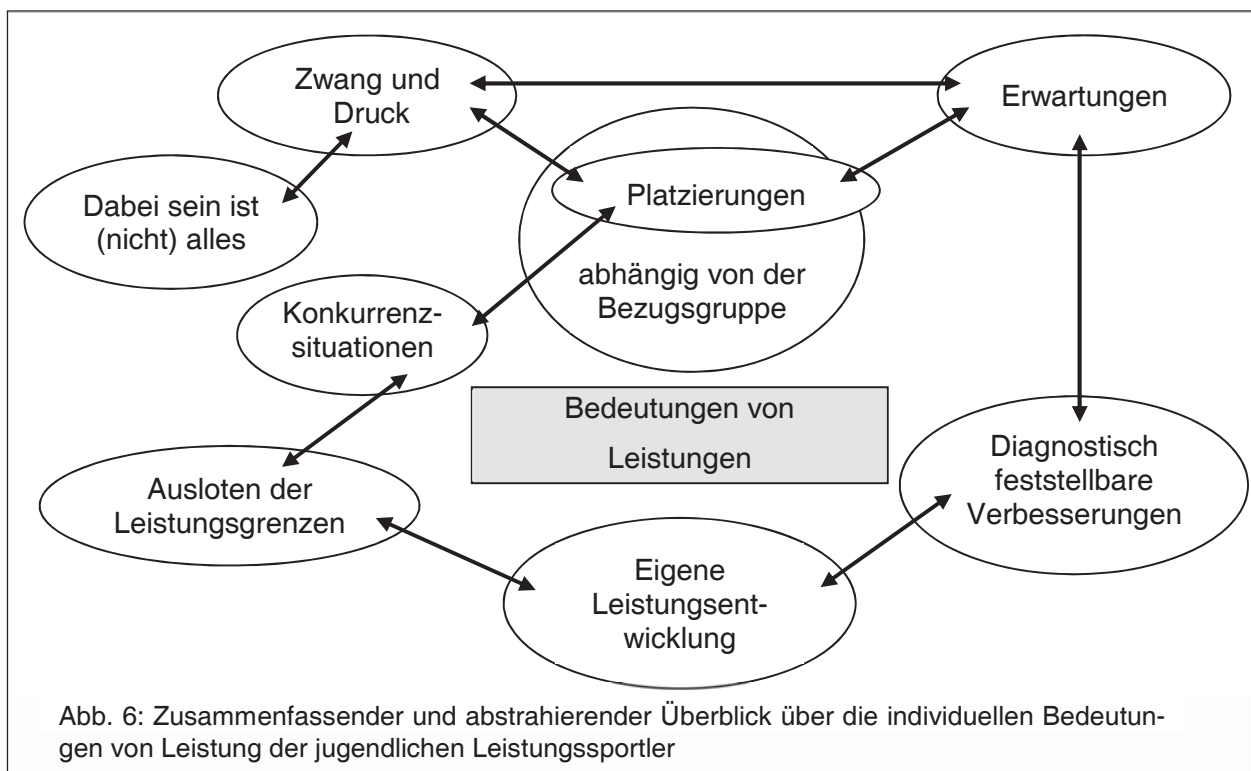 Zwang und
Druck
Erwartungen
Dabei sein ist
(nicht) alles
Platzierungen
abhängig von der
Bezugsgruppe
Konkurrenz-
situationen
Bedeutungen von
Leistungen
Ausloten der
Leistungsgrenzen
Diagnostisch
feststellbare
Verbesserungen
Eigene
Leistungsent-
wicklung
Abb. 6: Zusammenfassender und abstrahierender Überblick über die individuellen Bedeutun-
gen von Leistung der jugendlichen Leistungssportler